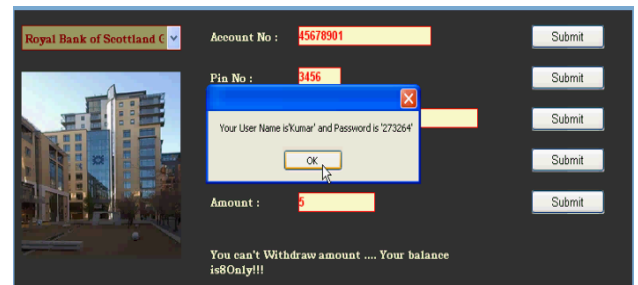 Royal Bank of Scottland G
Account No :
45678901
Submit
Pin No :
3456
Submit
Your User Name is'Kumar' and Password is '273264'
Submit
OK
Submit
Amount :
5
Submit
You can't Withdraw amount .... Your balance
is8Only!!!